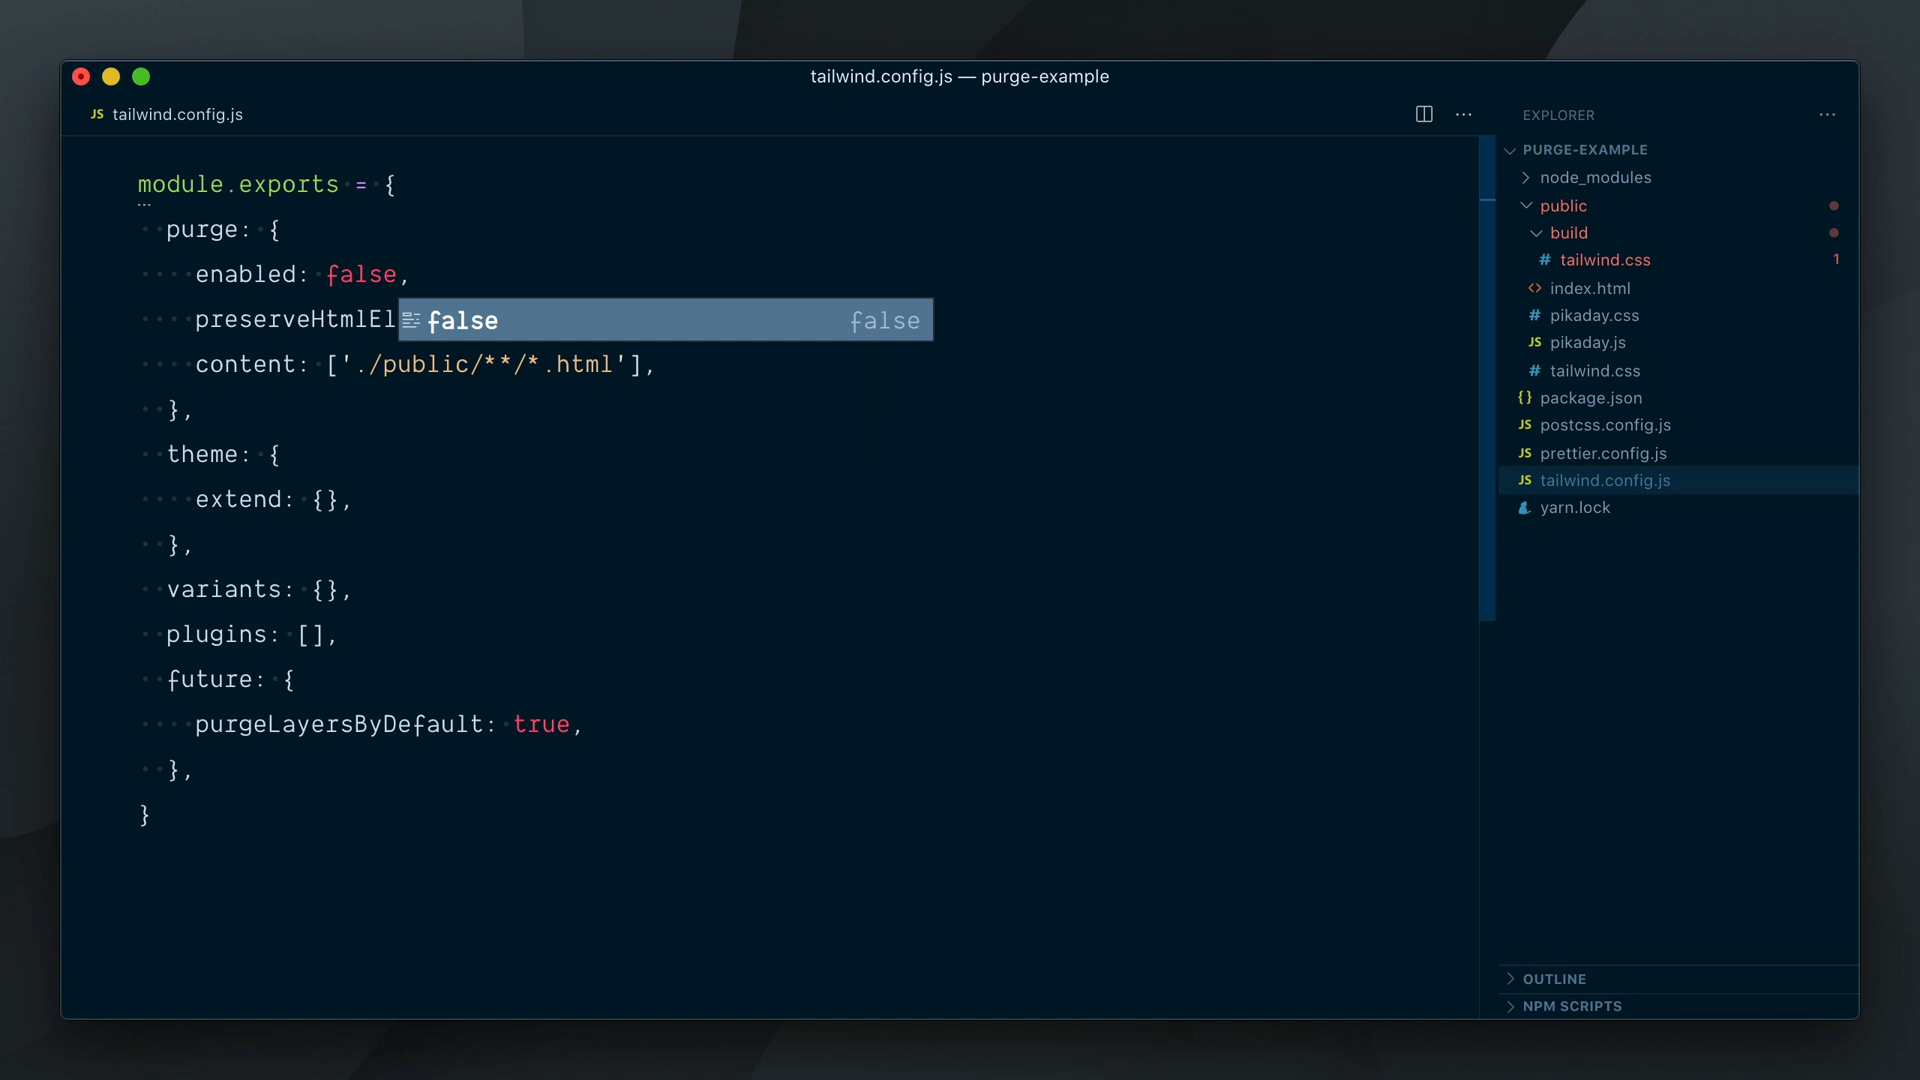 tailwind.config.js — purge-example
JS tailwind.config.js
module.exports = {
purge: {
enabled: false,
preserveHtmlEl
false false
content: ['./public/**/*.html'],
},
theme: {
extend: {},
},
variants: {},
plugins: [],
future: {
purgeLayersByDefault: true,
},
}
EXPLORER
PURGE-EXAMPLE
node_modules
public
build
# tailwind.css 1
<> index.html
# pikaday.css
JS pikaday.js
# tailwind.css
{} package.json
JS postcss.config.js
JS prettier.config.js
JS tailwind.config.js
yarn.lock
OUTLINE
NPM SCRIPTS